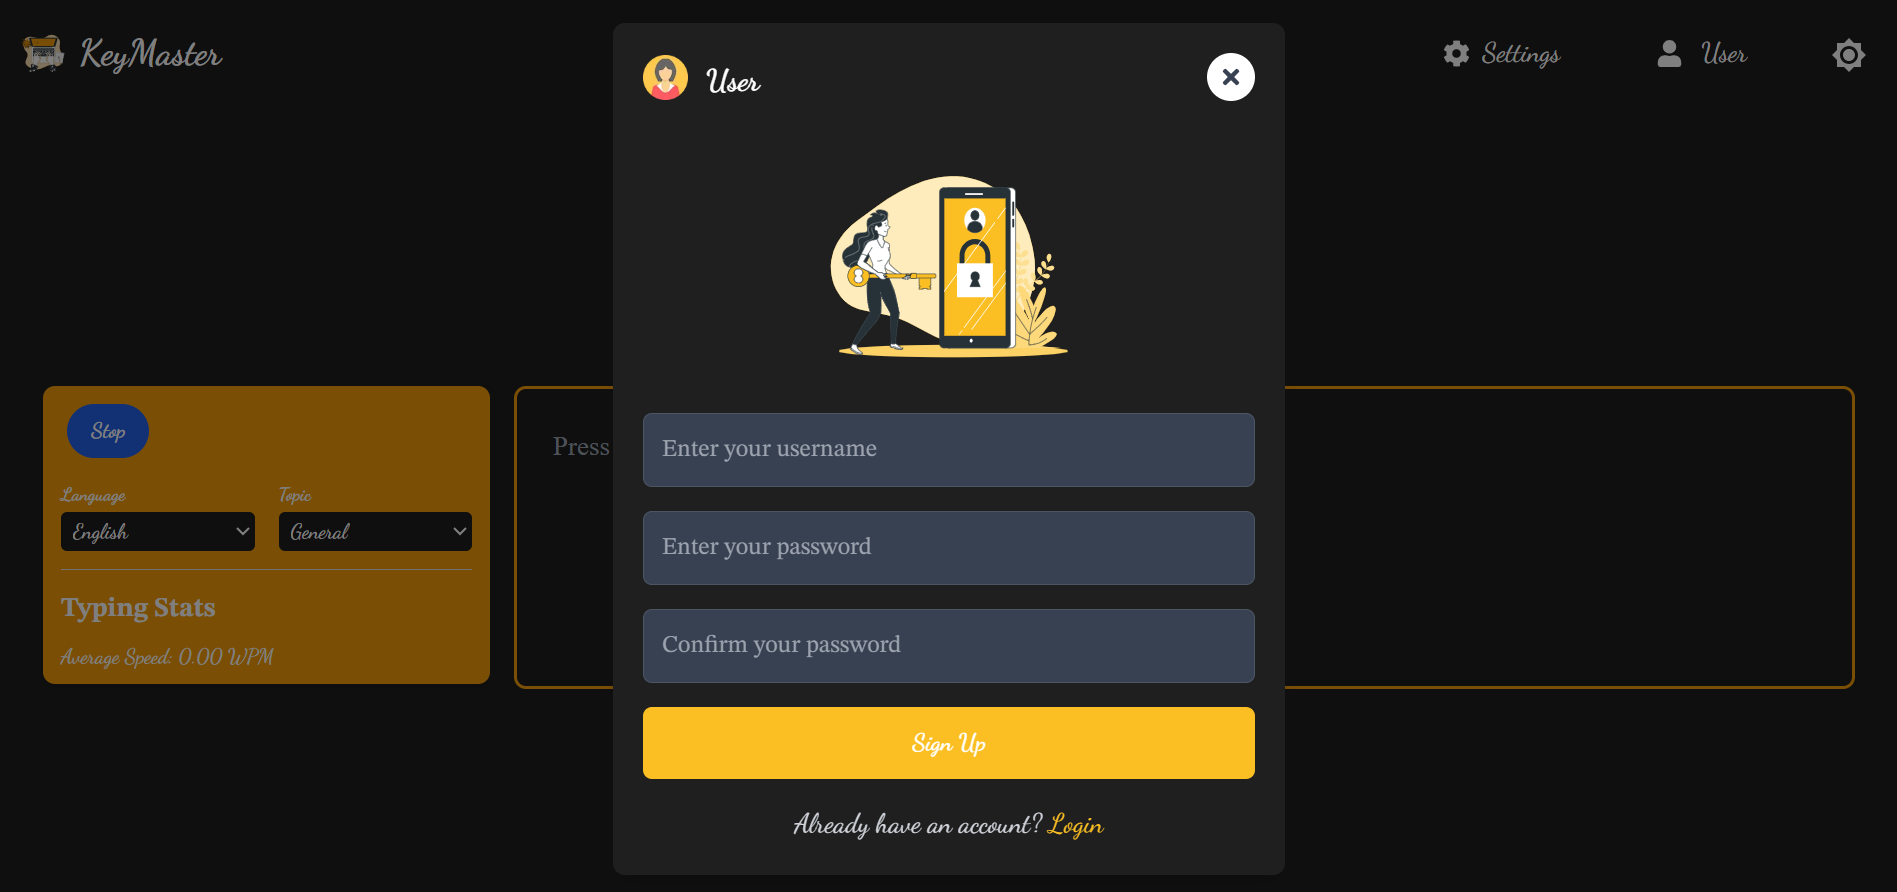 KeyMaster
Settings
User
User
Enter your username
Enter your password
Confirm your password
Sign Up
Already have an account? Login
Stop
Language
Topic
English
General
Typing Stats
Average Speed: 0.00 WPM
Press